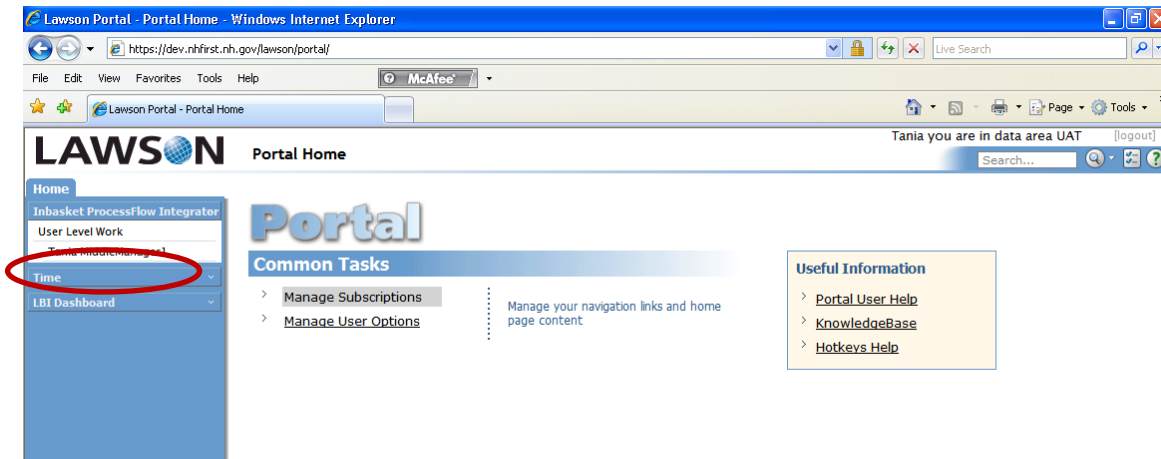 Lawson Portal - Portal Home - Windows Internet Explorer
https://dev.nhfirst.nh.gov/lawson/portal/
Live Search
File Edit View Favorites Tools Help
McAfee
Lawson Portal - Portal Home
Page Tools
LAWSON
Portal Home
Tania you are in data area UAT [logout]
Search...
Home
Inbasket ProcessFlow Integrator
User Level Work
Tania MiddleManager1
Time
LBI Dashboard
Portal
Common Tasks
Manage Subscriptions
Manage User Options
Manage your navigation links and home
page content
Useful Information
Portal User Help
KnowledgeBase
Hotkeys Help